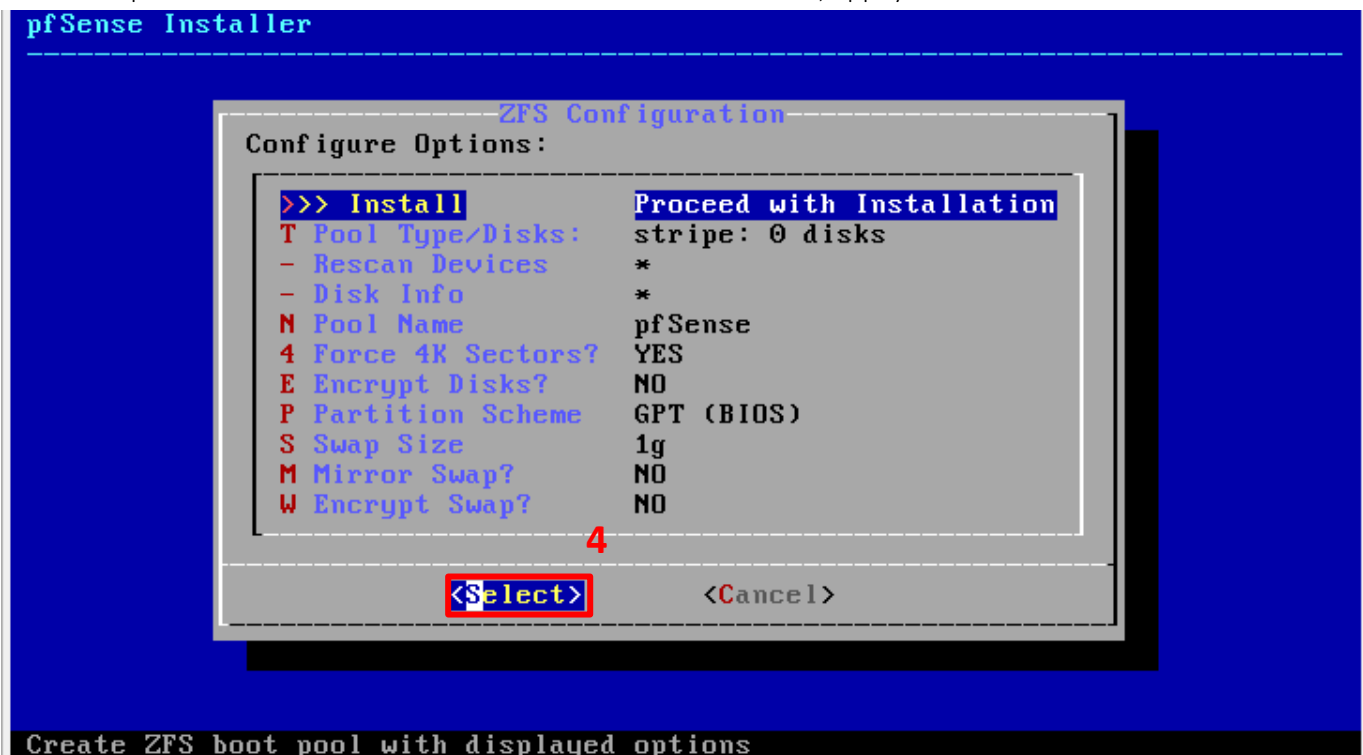 pfSense Installer
ZFS Configuration
Configure Options:
>>> Install Proceed with Installation
T Pool Type/Disks: stripe: 0 disks
- Rescan Devices *
- Disk Info *
N Pool Name pfSense
4 Force 4K Sectors? YES
E Encrypt Disks? NO
P Partition Scheme GPT (BIOS)
S Swap Size 1g
M Mirror Swap? NO
W Encrypt Swap? NO
4
<Select> <Cancel>
Create ZFS boot pool with displayed options